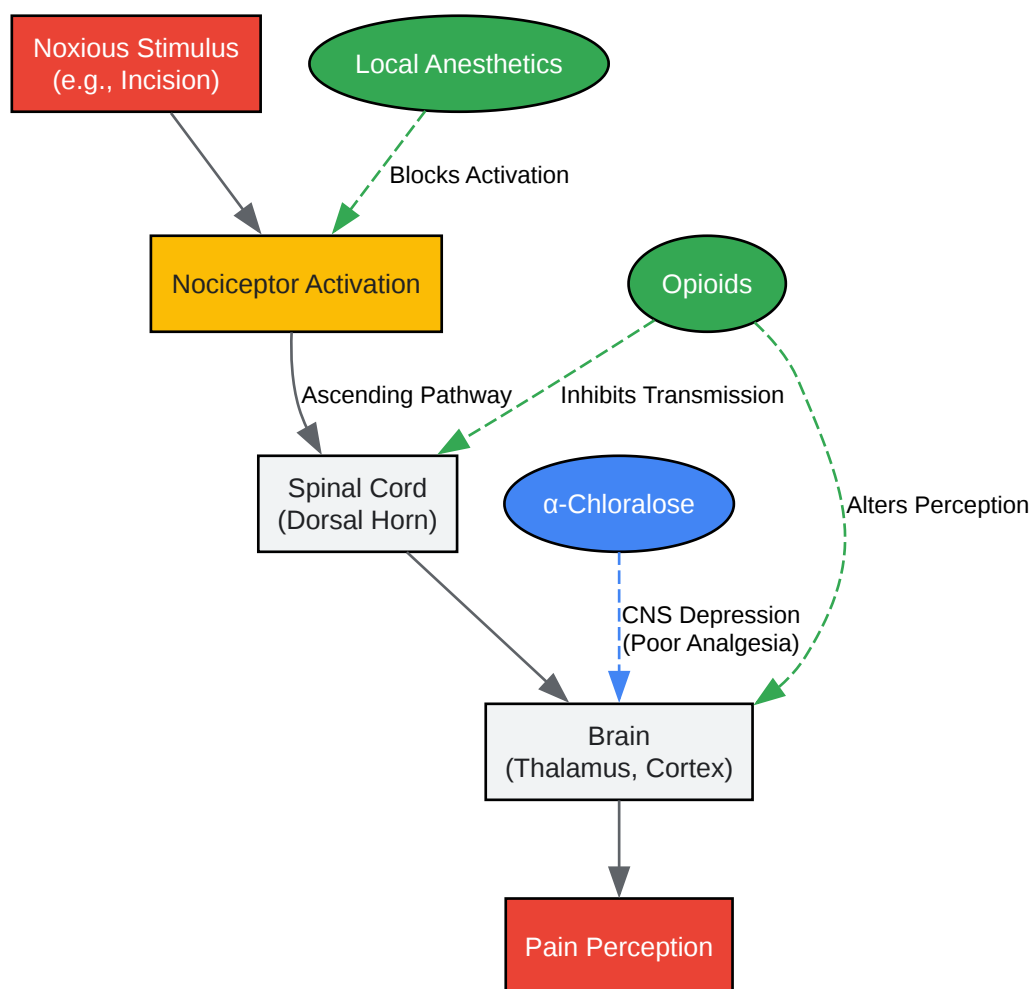 Noxious Stimulus
(e.g., Incision)
Local Anesthetics
Blocks Activation
Nociceptor Activation
Opioids
Ascending Pathway
Inhibits Transmission
Spinal Cord
(Dorsal Horn)
α-Chloralose
Alters Perception
CNS Depression
(Poor Analgesia)
Brain
(Thalamus, Cortex)
Pain Perception